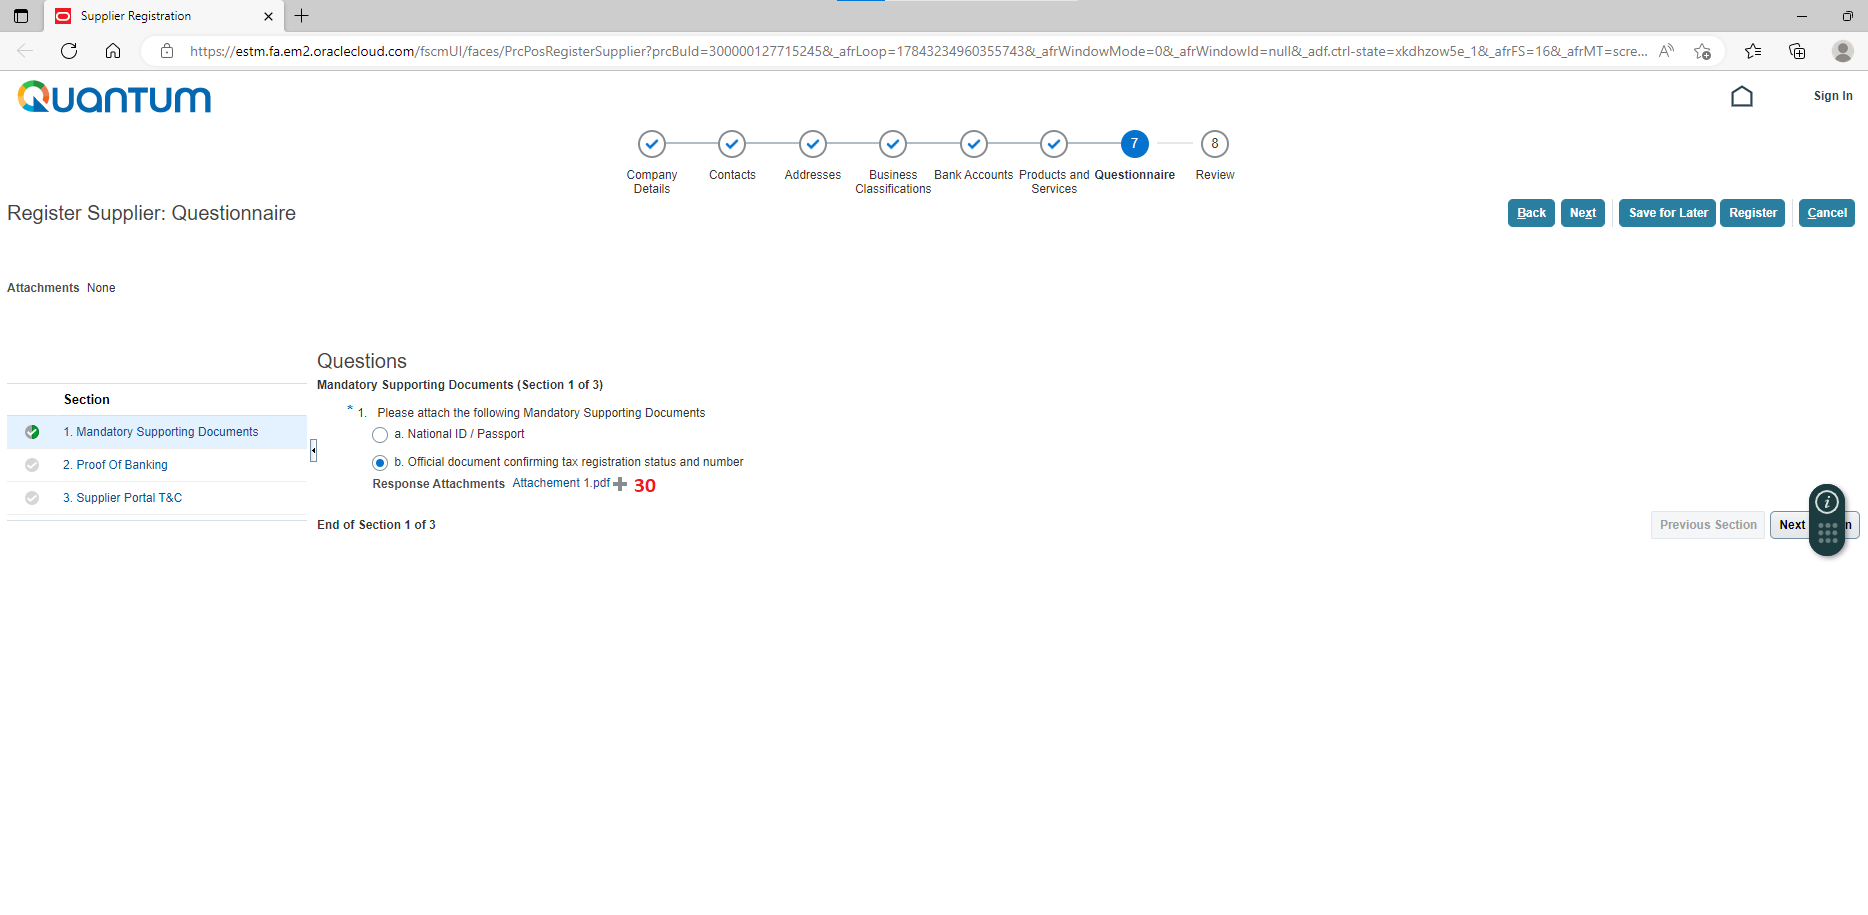 Supplier Registration
https://estm.fa.em2.oraclecloud.com/fscmUI/faces/PrcPosRegisterSupplier?prcBuId=300000127715245&_afrLoop=17843234960355743&_afrWindowMode=0&_afrWindowId=null&_adf.ctrl-state=xkdhzow5e_1&_afrFS=16&_afrMT=scre...
QUANTUM
Sign In
7
8
Company Details
Contacts
Addresses
Business Classifications
Bank Accounts
Products and Services
Questionnaire
Review
Register Supplier: Questionnaire
Back
Next
Save for Later
Register
Cancel
Attachments None
Questions
Mandatory Supporting Documents (Section 1 of 3)
Section
* 1. Please attach the following Mandatory Supporting Documents
1. Mandatory Supporting Documents
a. National ID / Passport
2. Proof Of Banking
b. Official document confirming tax registration status and number
Response Attachments Attachement 1.pdf 30
3. Supplier Portal T&C
End of Section 1 of 3
Previous Section
Next